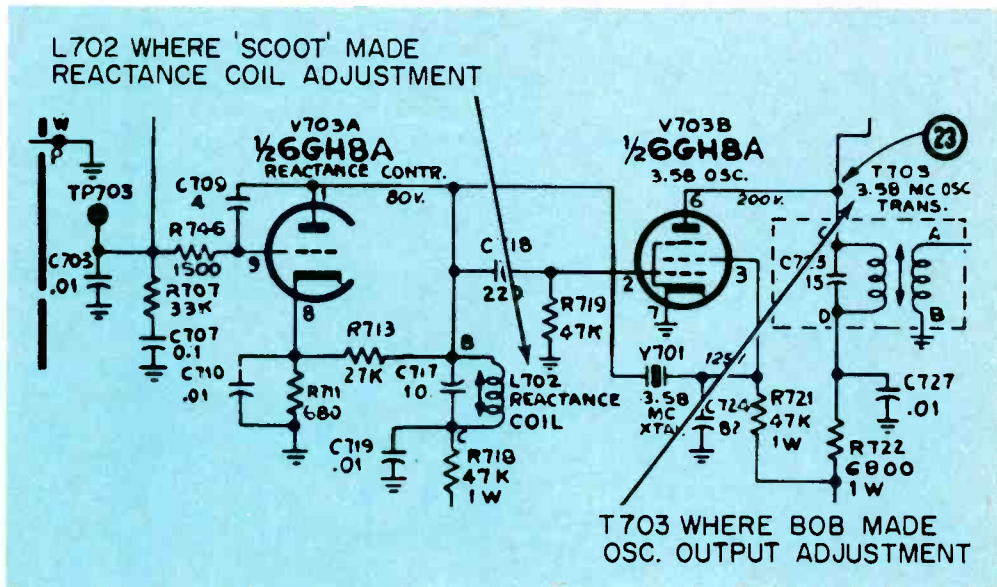 L702 WHERE 'SCOOT' MADE
REACTANCE COIL ADJUSTMENT
W
P
TP703
C703
.01
R746
1500
R707
33K
C707
0.1
C709
4
V703A
½6GH8A
REACTANCE CONTR.
1
80V.
9
8
C710
.01
R711
680
R713
27K
C717
10
B
L702
REACTANCE
COIL
C
C719
.01
R718
47K
1W
R719
47K
V703B
½6GH8A
3.58 OSC.
6
200V.
2
3
7
Y701
3.58
MC
XTAL
C724
82
R721
47K
1W
23
T703
3.58 MC OSC
TRANS.
C
A
15
D
B
C727
.01
R722
6800
1W
T703 WHERE BOB MADE
OSC. OUTPUT ADJUSTMENT